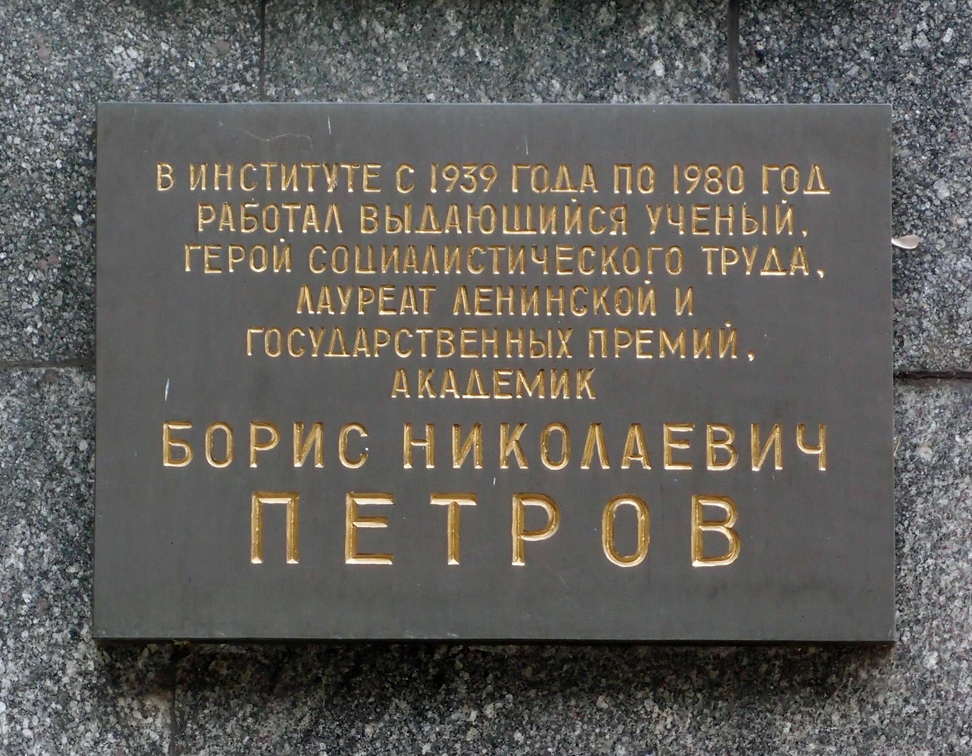 В ИНСТИТУТЕ С 1939 ГОДА ПО 1980 ГОД
РАБОТАЛ ВЫДАЮЩИЙСЯ УЧЕНЫЙ,
ГЕРОЙ СОЦИАЛИСТИЧЕСКОГО ТРУДА,
ЛАУРЕАТ ЛЕНИНСКОЙ И
ГОСУДАРСТВЕННЫХ ПРЕМИЙ,
АКАДЕМИК
БОРИС НИКОЛАЕВИЧ
ПЕТРОВ